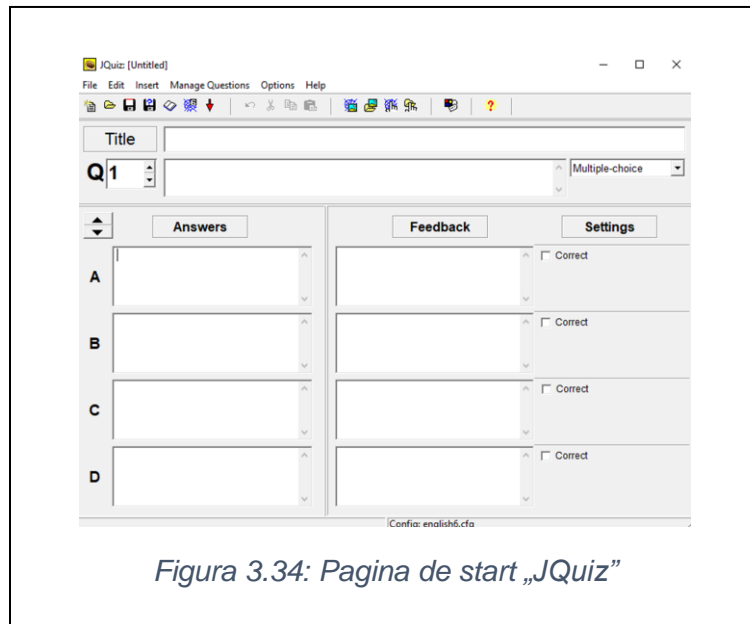 JQuiz: [Untitled]
File Edit Insert Manage Questions Options Help
Title
Q 1 Multiple-choice
Answers Feedback Settings
A Correct
B Correct
C Correct
D Correct
Config: english6.cfg
Figura 3.34: Pagina de start „JQuiz”